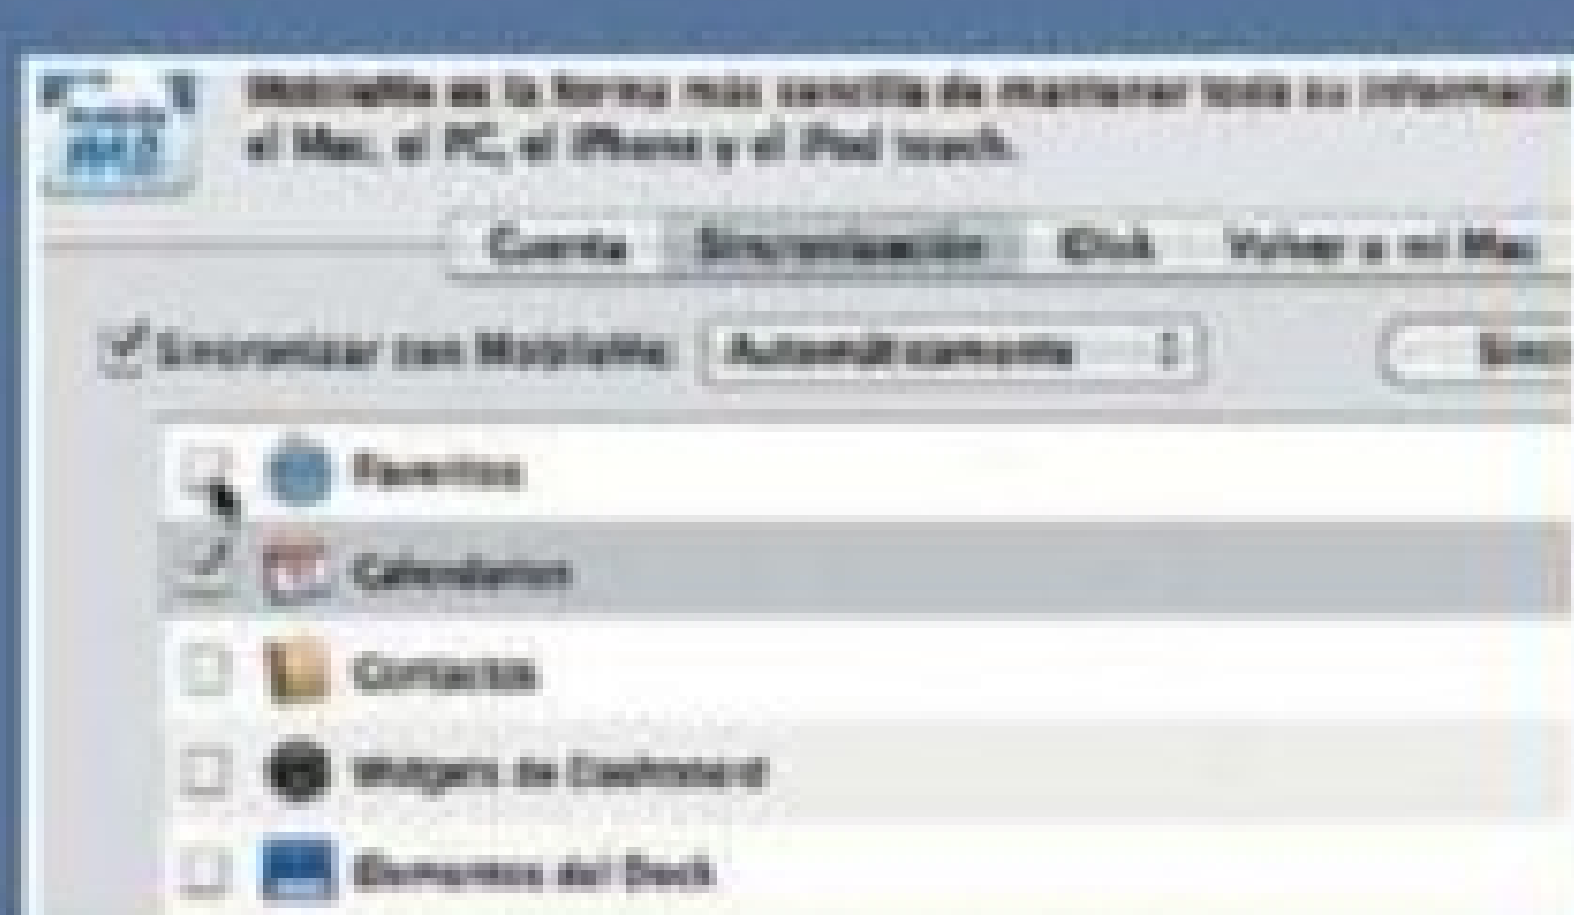 MobileMe es la forma más sencilla de mantener toda su informació
el Mac, el PC, el iPhone y el iPod touch.
Cuenta Sincronización iDisk Volver a mi Mac
Sincronizar con MobileMe: Automáticamente Sinc
Favoritos
Calendarios
Contactos
Widgets de Dashboard
Elementos del Dock